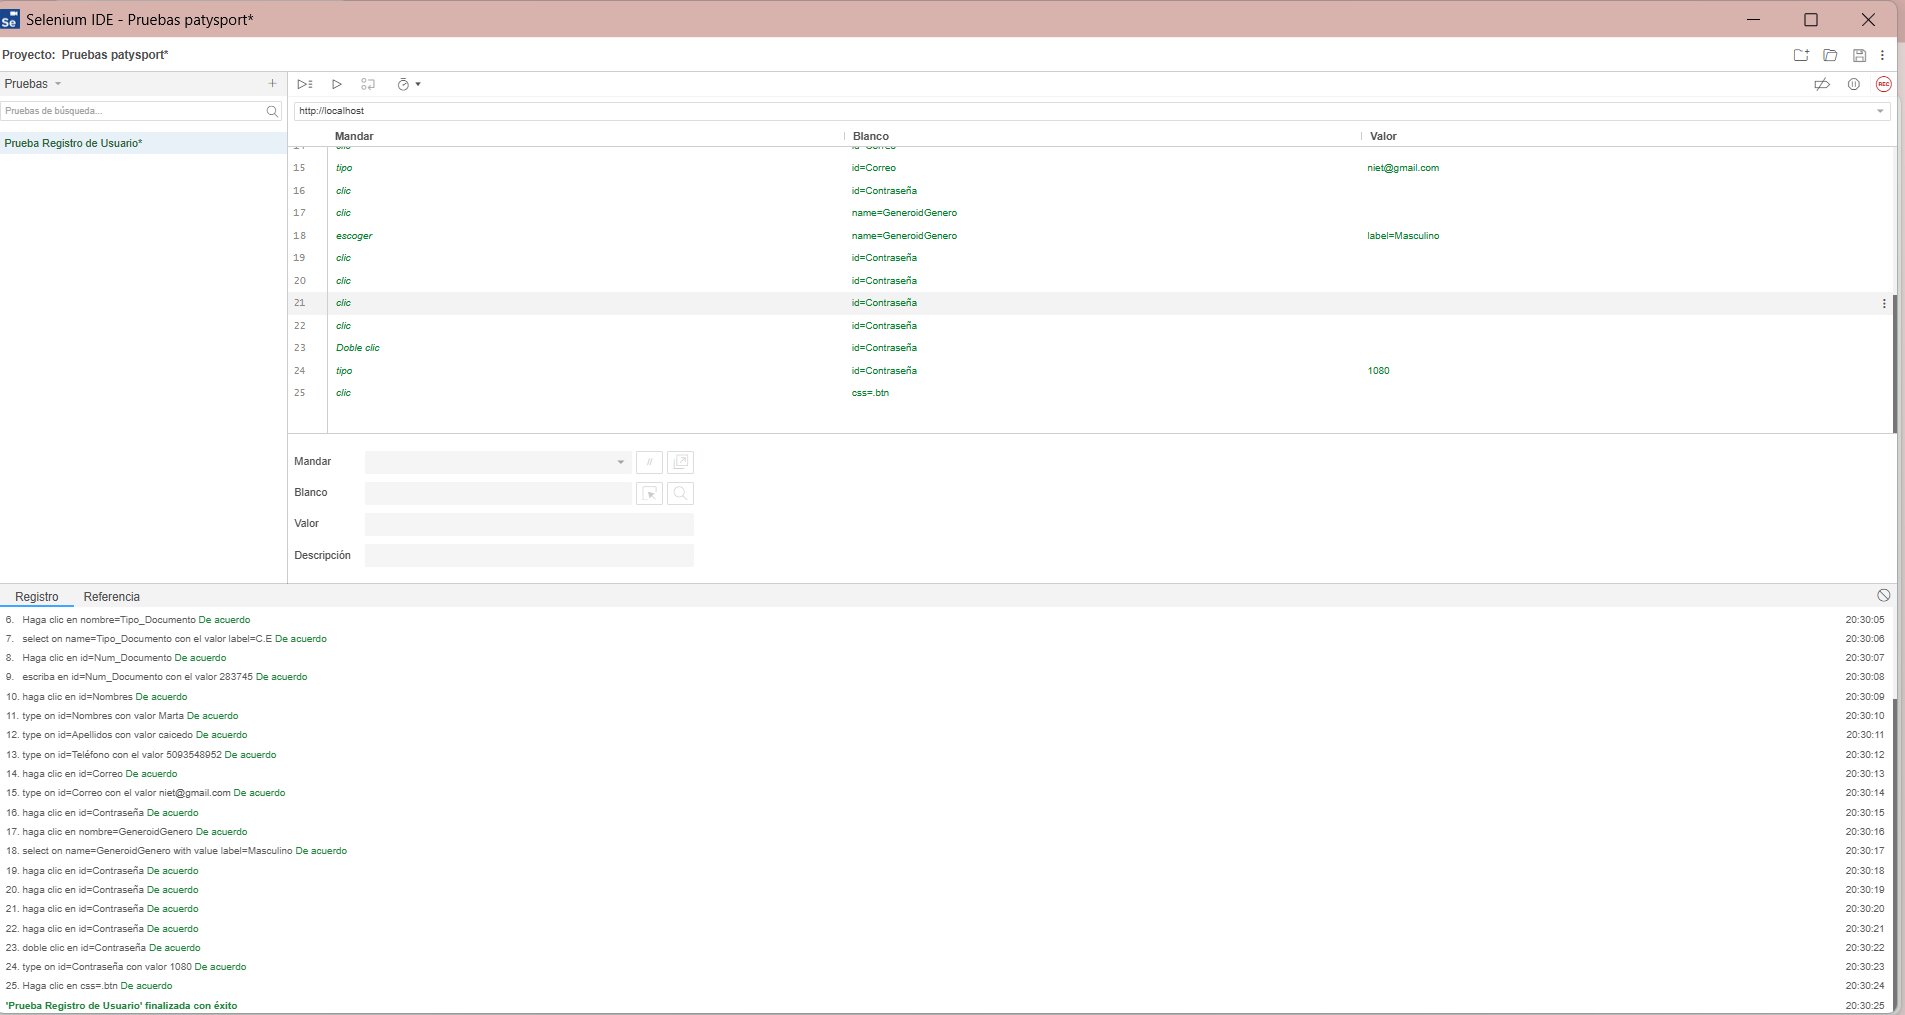 Selenium IDE - Pruebas patysport*
Proyecto: Pruebas patysport*
Pruebas
Pruebas de búsqueda...
Prueba Registro de Usuario*
REC
http://localhost
Mandar Blanco Valor
15 tipo id=Correo niet@gmail.com
16 clic id=Contraseña
17 clic name=GeneroidGenero
18 escoger name=GeneroidGenero label=Masculino
19 clic id=Contraseña
20 clic id=Contraseña
21 clic id=Contraseña
22 clic id=Contraseña
23 Doble clic id=Contraseña
24 tipo id=Contraseña 1080
25 clic css=.btn
Mandar //
Blanco
Valor
Descripción
Registro Referencia
6. Haga clic en nombre=Tipo_Documento De acuerdo 20:30:05
7. select on name=Tipo_Documento con el valor label=C.E De acuerdo 20:30:06
8. Haga clic en id=Num_Documento De acuerdo 20:30:07
9. escriba en id=Num_Documento con el valor 283745 De acuerdo 20:30:08
10. haga clic en id=Nombres De acuerdo 20:30:09
11. type on id=Nombres con valor Marta De acuerdo 20:30:10
12. type on id=Apellidos con valor caicedo De acuerdo 20:30:11
13. type on id=Teléfono con el valor 5093548952 De acuerdo 20:30:12
14. haga clic en id=Correo De acuerdo 20:30:13
15. type on id=Correo con el valor niet@gmail.com De acuerdo 20:30:14
16. haga clic en id=Contraseña De acuerdo 20:30:15
17. haga clic en nombre=GeneroidGenero De acuerdo 20:30:16
18. select on name=GeneroidGenero with value label=Masculino De acuerdo 20:30:17
19. haga clic en id=Contraseña De acuerdo 20:30:18
20. haga clic en id=Contraseña De acuerdo 20:30:19
21. haga clic en id=Contraseña De acuerdo 20:30:20
22. haga clic en id=Contraseña De acuerdo 20:30:21
23. doble clic en id=Contraseña De acuerdo 20:30:22
24. type on id=Contraseña con valor 1080 De acuerdo 20:30:23
25. Haga clic en css=.btn De acuerdo 20:30:24
'Prueba Registro de Usuario' finalizada con éxito 20:30:25